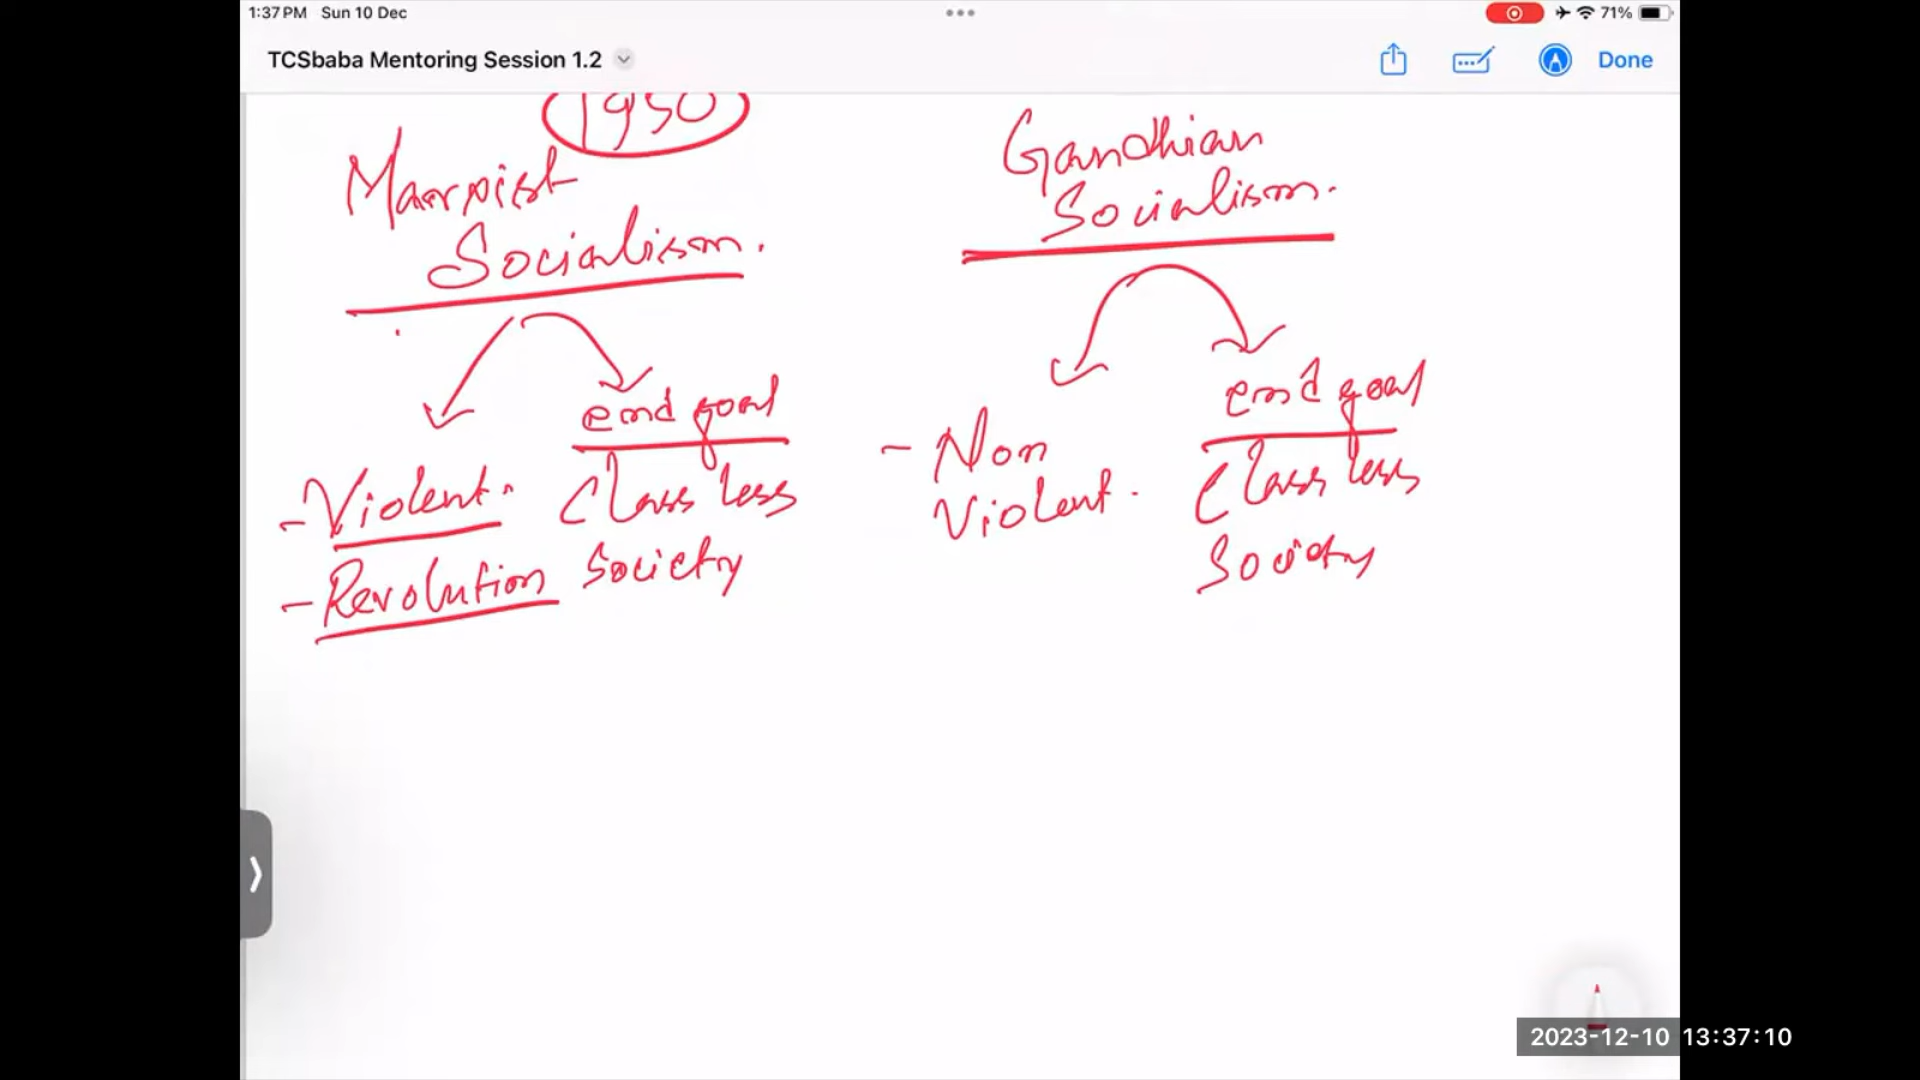 1:37 PM Sun 10 Dec
71%
TCSbaba Mentoring Session 1.2
Done
1950
Marxist
Socialism.
- Violent.
- Revolution
end goal
Class less
Society
Gandhian
Socialism.
- Non
Violent.
end goal
Class less
Society
2023-12-10 13:37:10